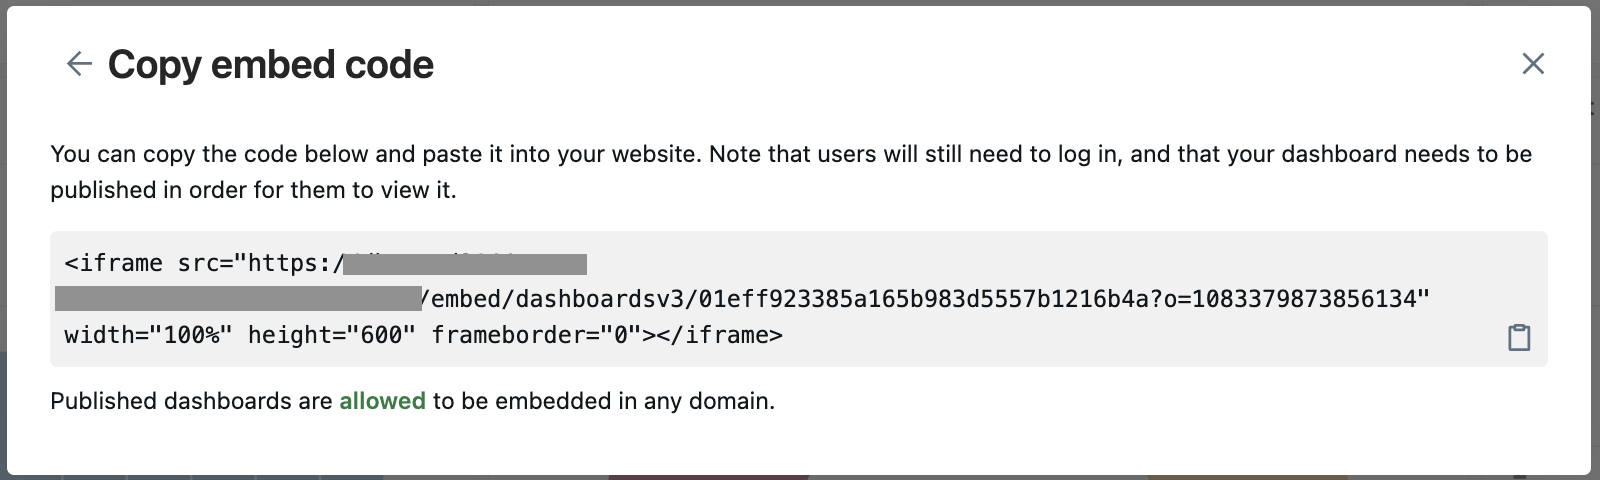 Copy embed code
You can copy the code below and paste it into your website. Note that users will still need to log in, and that your dashboard needs to be
published in order for them to view it.
<iframe src="https:/
/embed/dashboardsv3/01eff923385a165b983d5557b1216b4a?o=1083379873856134"
width="100%" height="600" frameborder="0"></iframe>
Published dashboards are allowed to be embedded in any domain.